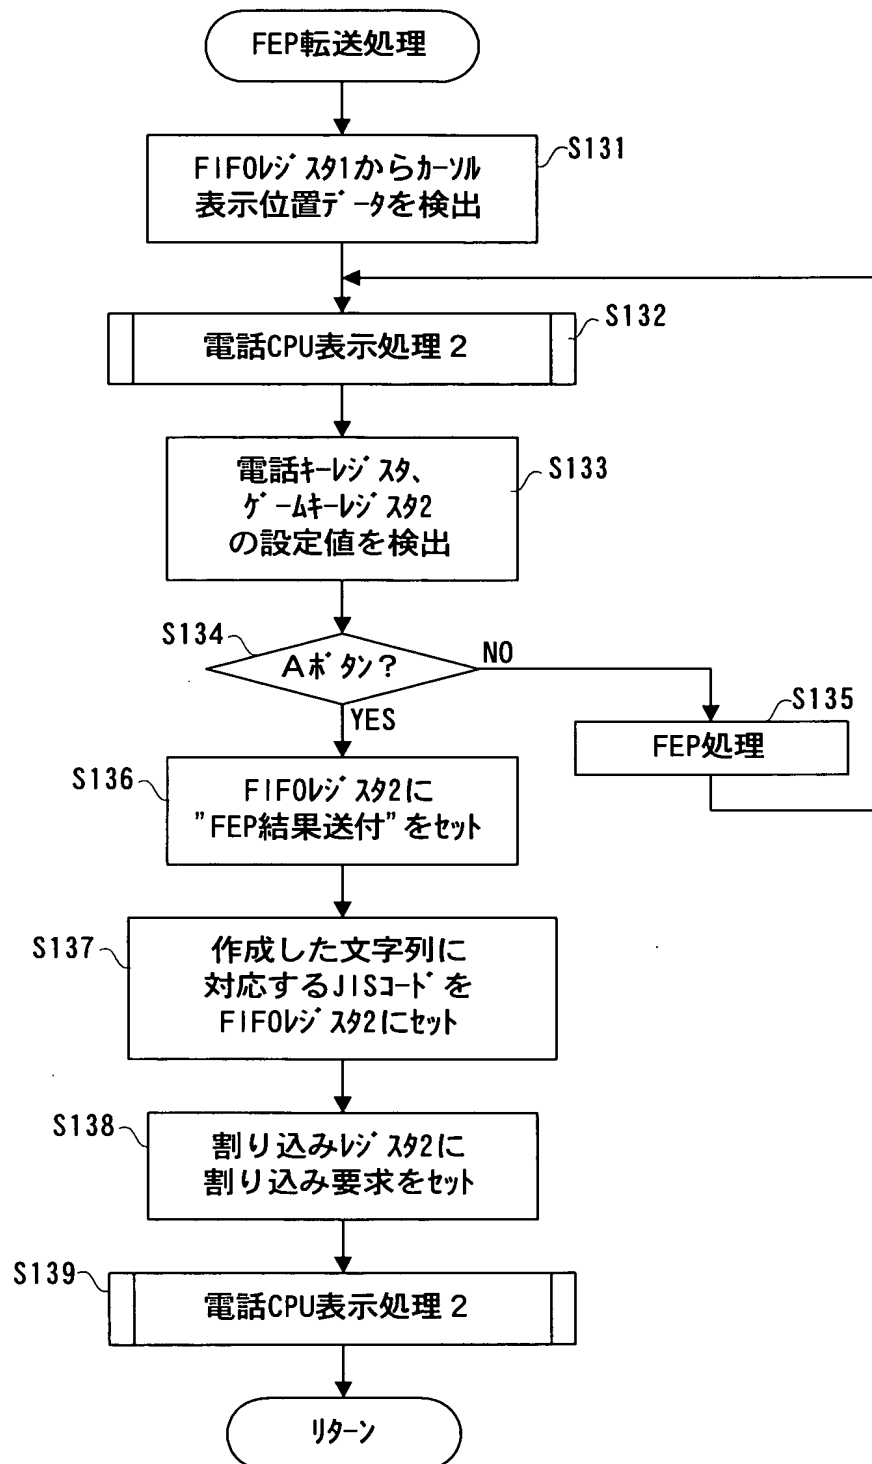 FEP転送処理
S131
FIFOレジスタ1からカーソル
表示位置データを検出
S132
電話CPU表示処理2
S133
電話キーレジスタ、
ゲームキーレジスタ2
の設定値を検出
S134
Aボタン?
NO
YES
S135
FEP処理
S136
FIFOレジスタ2に
"FEP結果送付"をセット
S137
作成した文字列に
対応するJISコードを
FIFOレジスタ2にセット
S138
割り込みレジスタ2に
割り込み要求をセット
S139
電話CPU表示処理2
リターン